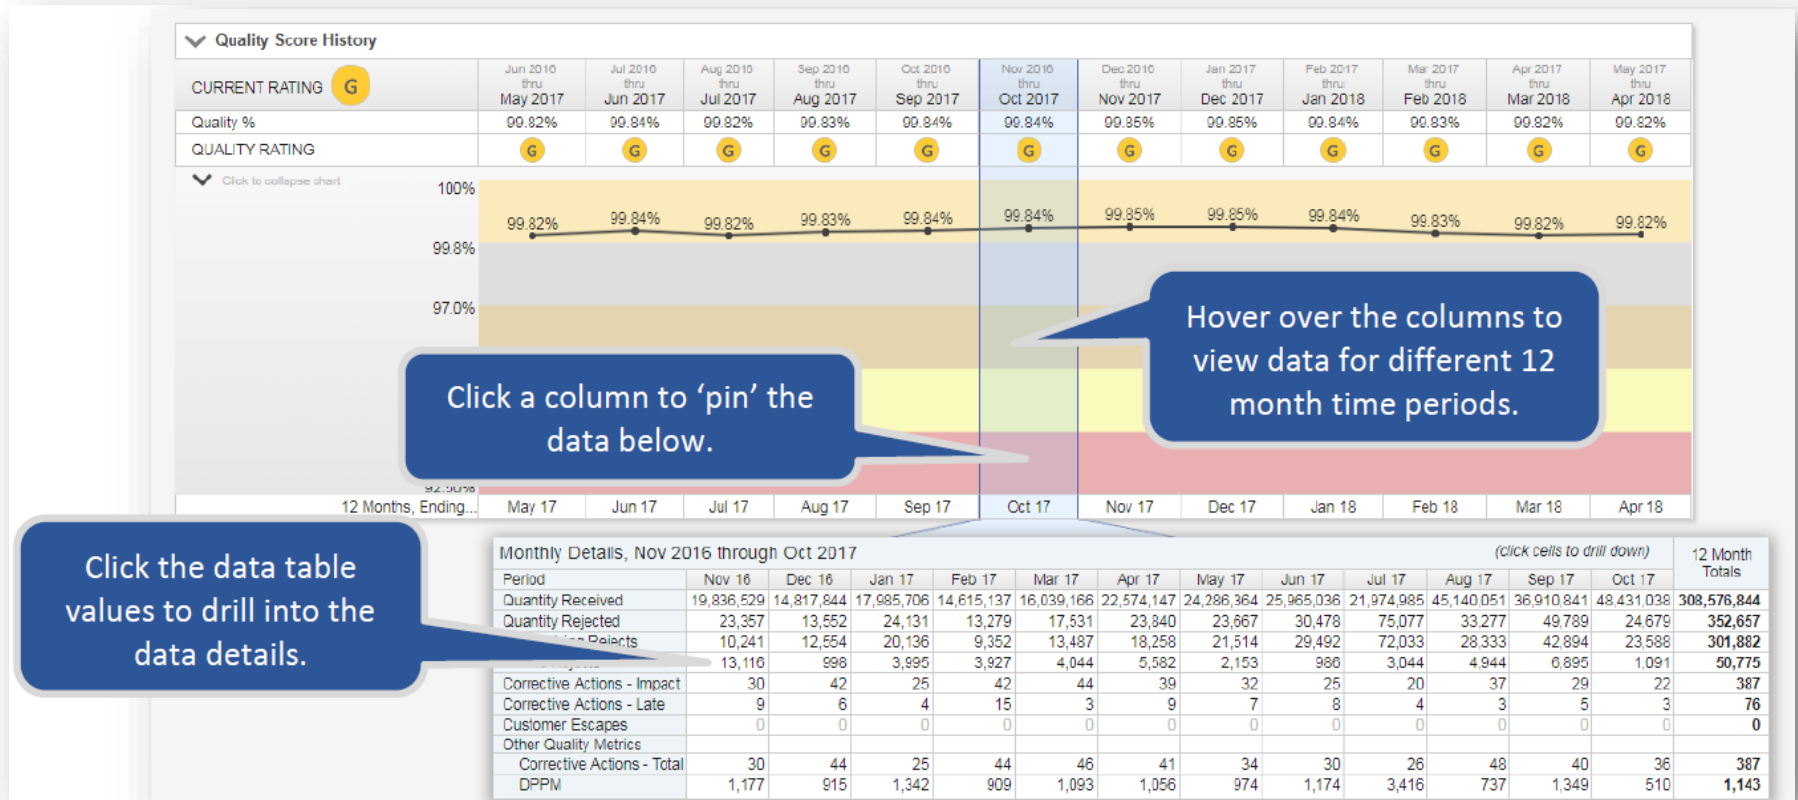 Quality Score History
CURRENT RATING G
Jun 2016 thru May 2017 Jul 2016 thru Jun 2017 Aug 2016 thru Jul 2017 Sep 2016 thru Aug 2017 Oct 2016 thru Sep 2017 Nov 2016 thru Oct 2017 Dec 2016 thru Nov 2017 Jan 2017 thru Dec 2017 Feb 2017 thru Jan 2018 Mar 2017 thru Feb 2018 Apr 2017 thru Mar 2018 May 2017 thru Apr 2018
Quality % 99.82% 99.84% 99.82% 99.83% 99.84% 99.84% 99.85% 99.85% 99.84% 99.83% 99.82% 99.82%
QUALITY RATING G G G G G G G G G G G G
Click to collapse chart
100%
99.82% 99.84% 99.82% 99.83% 99.84% 99.84% 99.85% 99.85% 99.84% 99.83% 99.82% 99.82%
99.8%
97.0%
Hover over the columns to
view data for different 12
month time periods.
Click a column to ‘pin’ the
data below.
92.50%
12 Months, Ending... May 17 Jun 17 Jul 17 Aug 17 Sep 17 Oct 17 Nov 17 Dec 17 Jan 18 Feb 18 Mar 18 Apr 18
Click the data table
values to drill into the
data details.
Monthly Details, Nov 2016 through Oct 2017 (click cells to drill down) 12 Month Totals
Period Nov 16 Dec 16 Jan 17 Feb 17 Mar 17 Apr 17 May 17 Jun 17 Jul 17 Aug 17 Sep 17 Oct 17
Quantity Received 19,836,529 14,817,844 17,985,706 14,615,137 16,039,166 22,574,147 24,286,364 25,965,036 21,974,985 45,140,051 36,910,841 48,431,038 308,576,844
Quantity Rejected 23,357 13,552 24,131 13,279 17,531 23,840 23,667 30,478 75,077 33,277 49,789 24,679 352,657
Rejects 10,241 12,554 20,136 9,352 13,487 18,258 21,514 29,492 72,033 28,333 42,894 23,588 301,882
13,116 998 3,995 3,927 4,044 5,582 2,153 986 3,044 4,944 6,895 1,091 50,775
Corrective Actions - Impact 30 42 25 42 44 39 32 25 20 37 29 22 387
Corrective Actions - Late 9 6 4 15 3 9 7 8 4 3 5 3 76
Customer Escapes 0 0 0 0 0 0 0 0 0 0 0 0 0
Other Quality Metrics
Corrective Actions - Total 30 44 25 44 46 41 34 30 26 48 40 36 387
DPPM 1,177 915 1,342 909 1,093 1,056 974 1,174 3,416 737 1,349 510 1,143